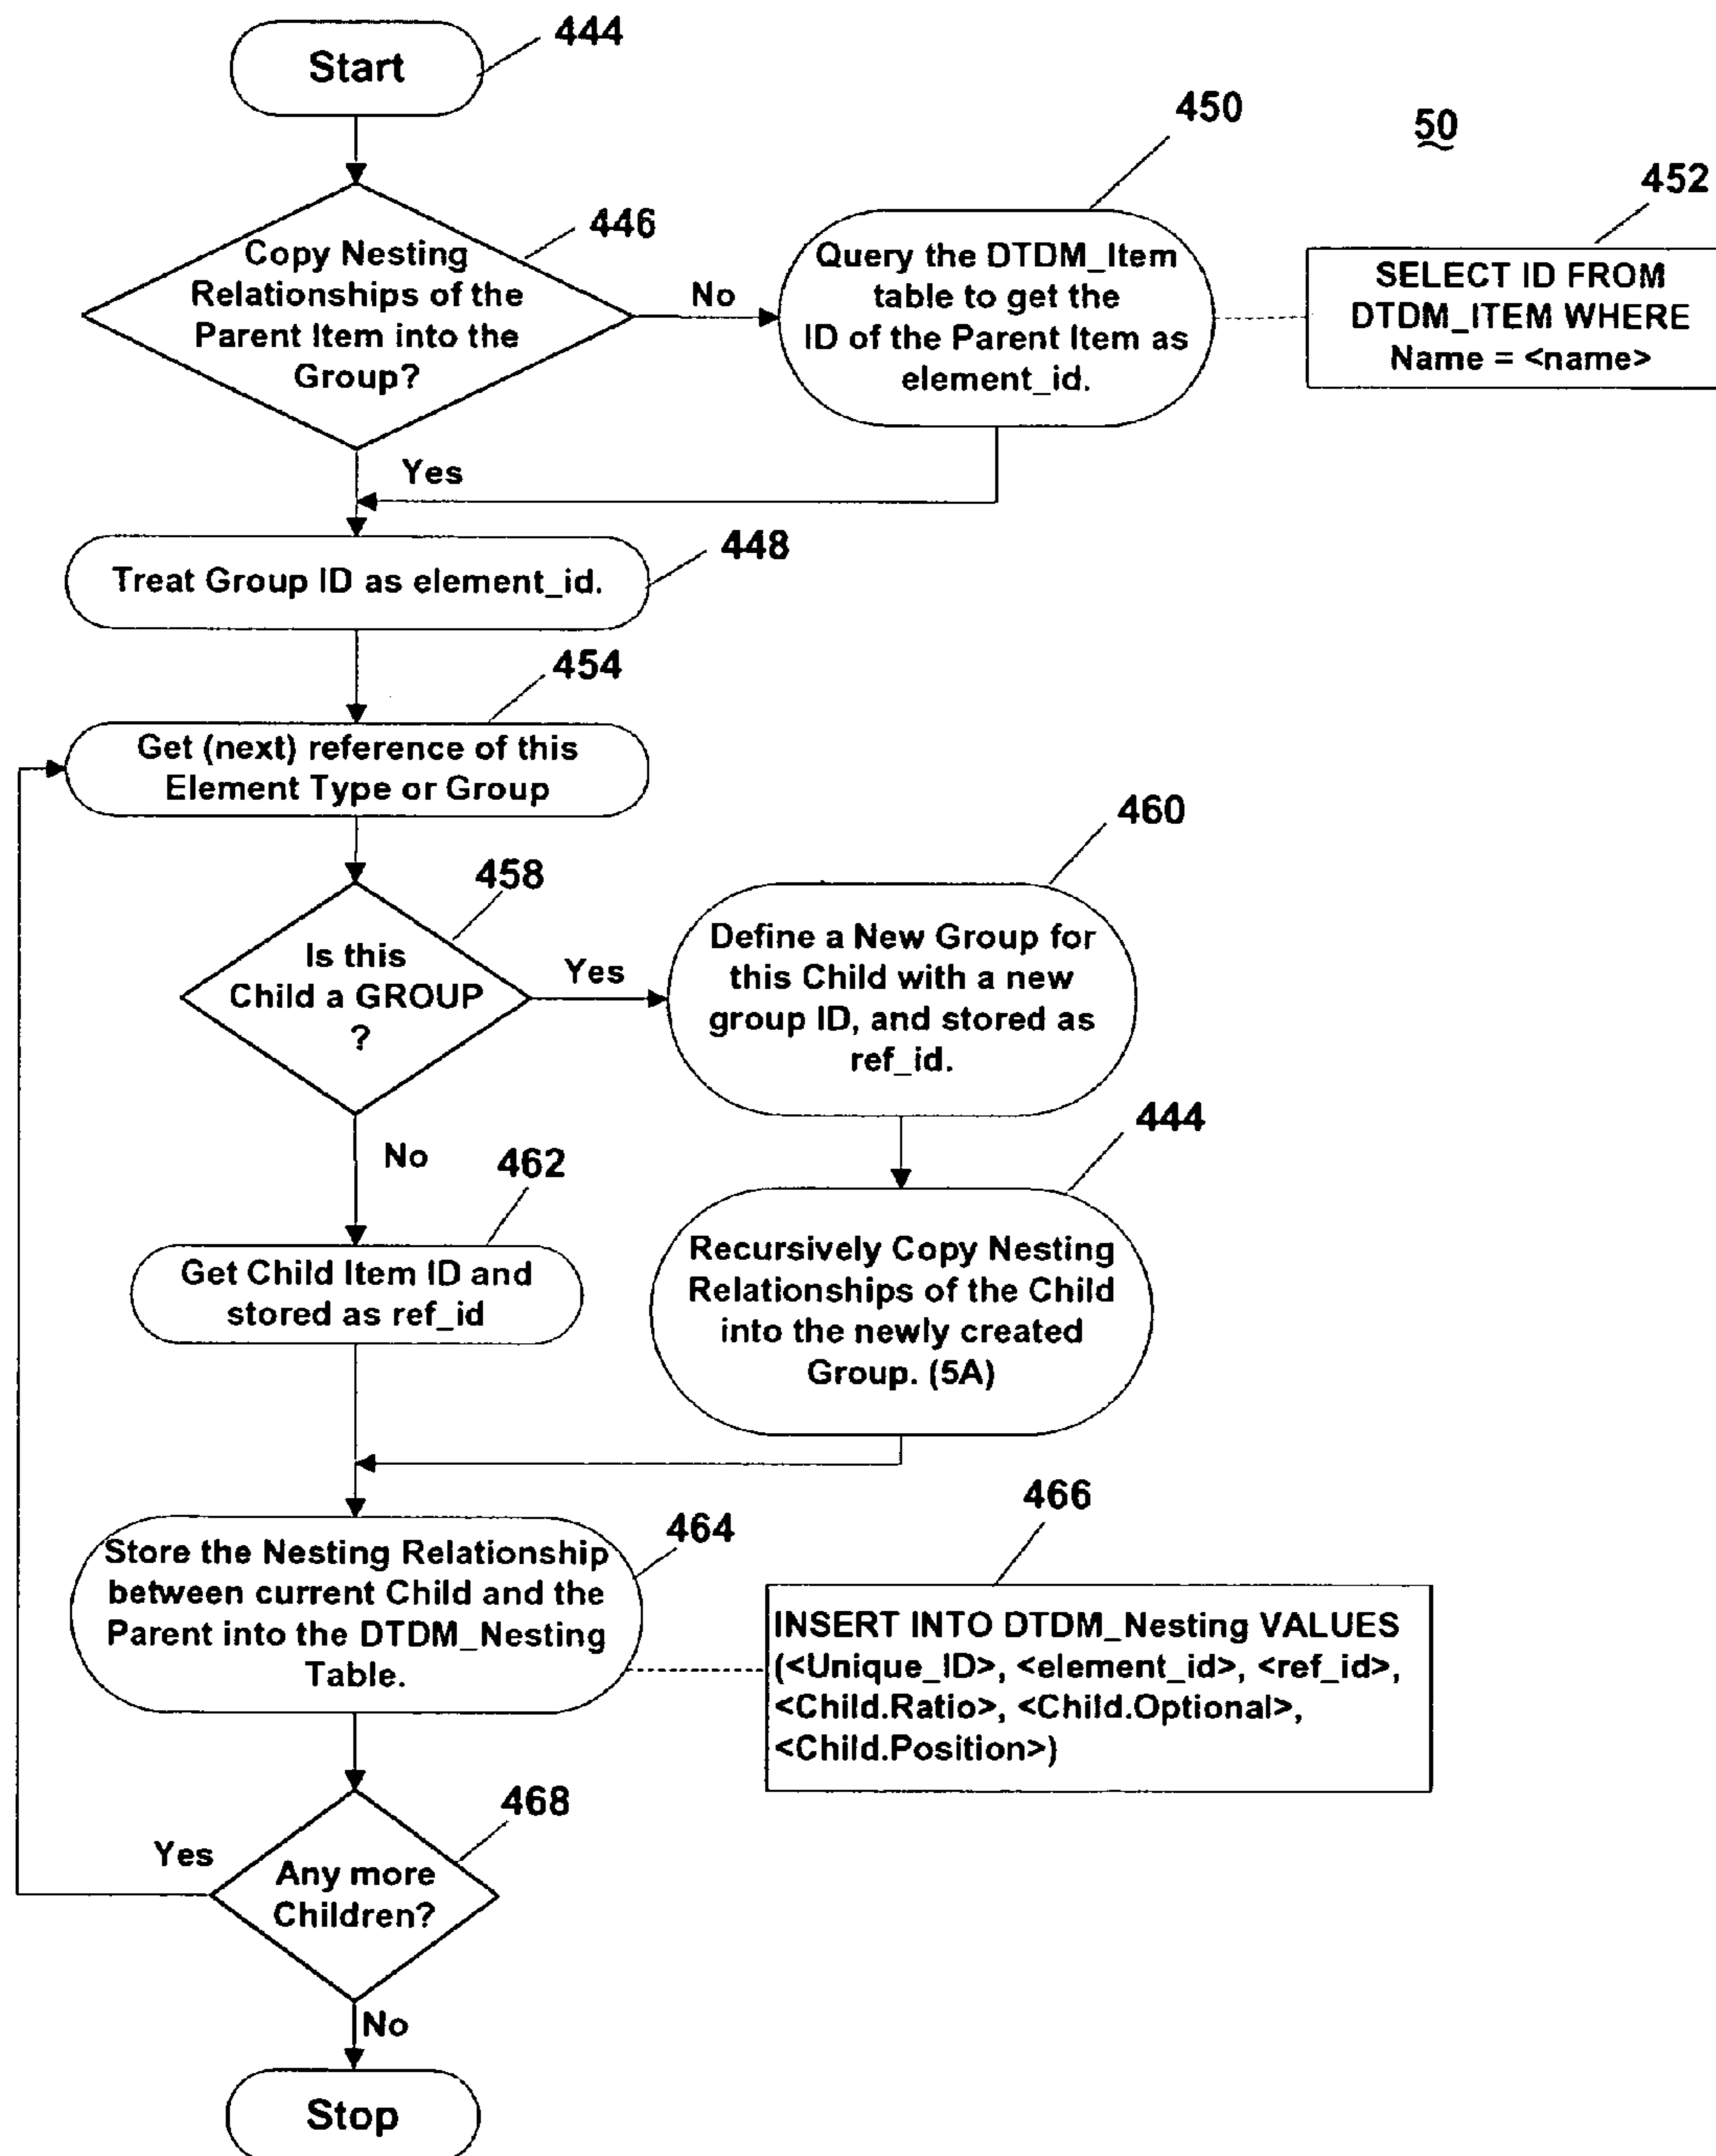 Start
444
450
50
452
446
Copy Nesting
Relationships of the
Parent Item into the
Group?
No
Query the DTDM_Item
table to get the
ID of the Parent Item as
element_id.
SELECT ID FROM
DTDM_ITEM WHERE
Name = <name>
Yes
448
Treat Group ID as element_id.
454
Get (next) reference of this
Element Type or Group
458
460
Is this
Child a GROUP
?
Yes
Define a New Group for
this Child with a new
group ID, and stored as
ref_id.
No
462
444
Get Child Item ID and
stored as ref_id
Recursively Copy Nesting
Relationships of the Child
into the newly created
Group. (5A)
464
466
Store the Nesting Relationship
between current Child and the
Parent into the DTDM_Nesting
Table.
INSERT INTO DTDM_Nesting VALUES
(<Unique_ID>, <element_id>, <ref_id>,
<Child.Ratio>, <Child.Optional>,
<Child.Position>)
468
Yes
Any more
Children?
No
Stop